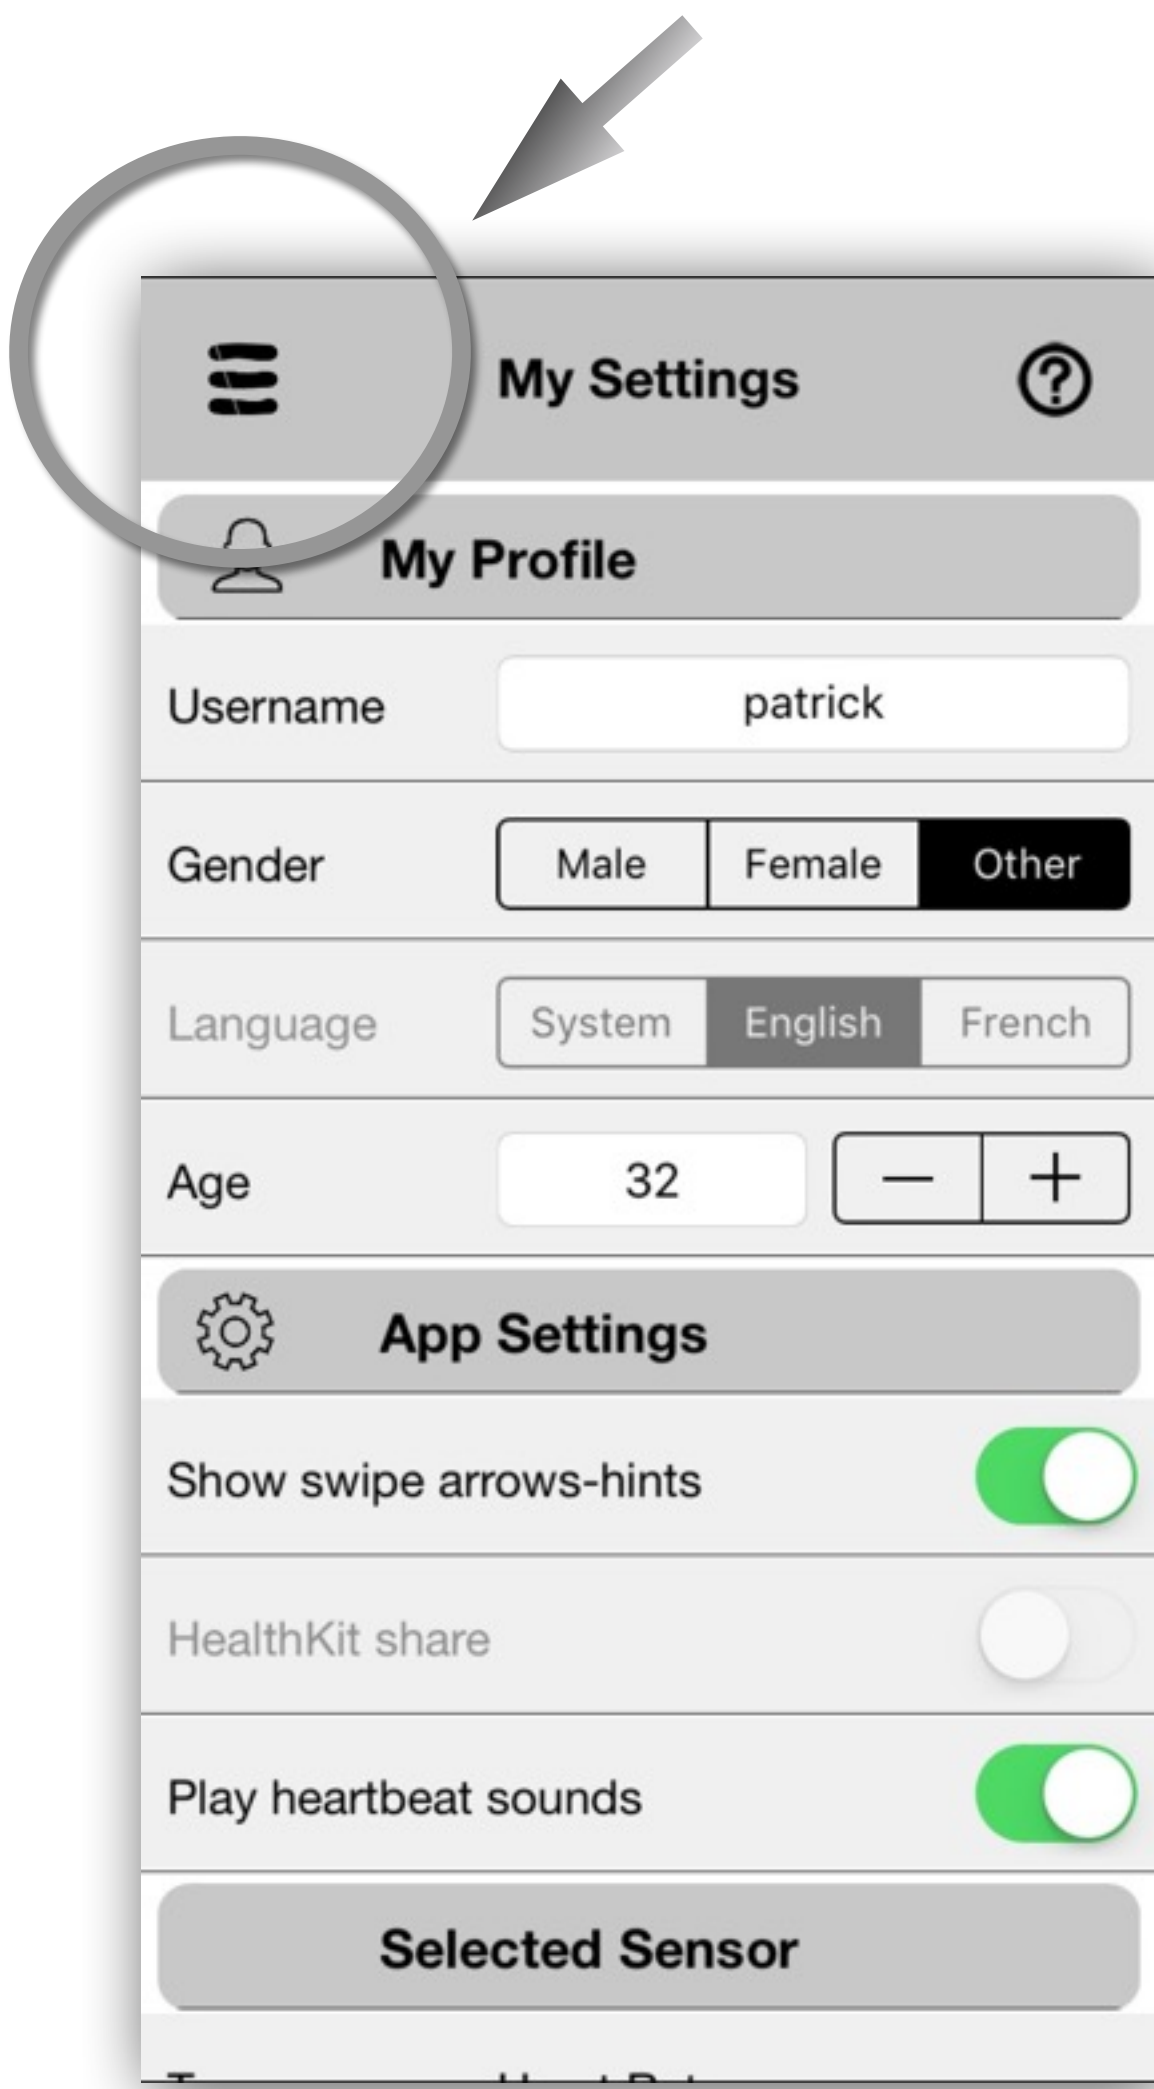 My Settings
My Profile
Username patrick
Gender Male Female Other
Language System English French
Age 32
App Settings
Show swipe arrows-hints
HealthKit share
Play heartbeat sounds
Selected Sensor